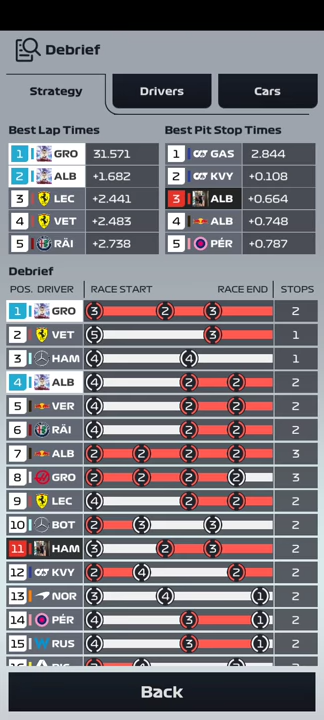 Debrief
Strategy Drivers Cars
Best Lap Times Best Pit Stop Times
1 GRO 31.571 1 GAS 2.844
2 ALB +1.682 2 KVY +0.108
3 LEC +2.441 3 ALB +0.664
4 VET +2.483 4 ALB +0.748
5 RÄI +2.738 5 PÉR +0.787
Debrief
POS. DRIVER RACE START RACE END STOPS
1 GRO 3 2 3 2
2 VET 5 3 1
3 HAM 4 4 1
4 ALB 4 2 2 2
5 VER 4 2 2 2
6 RÄI 4 2 2 2
7 ALB 2 2 2 2 3
8 GRO 2 2 2 2 3
9 LEC 4 2 2 2
10 BOT 2 3 3 2
11 HAM 3 2 3 2
12 KVY 2 4 2 2
13 NOR 3 4 1 2
14 PÉR 4 3 1 2
15 RUS 4 3 1 2
Back